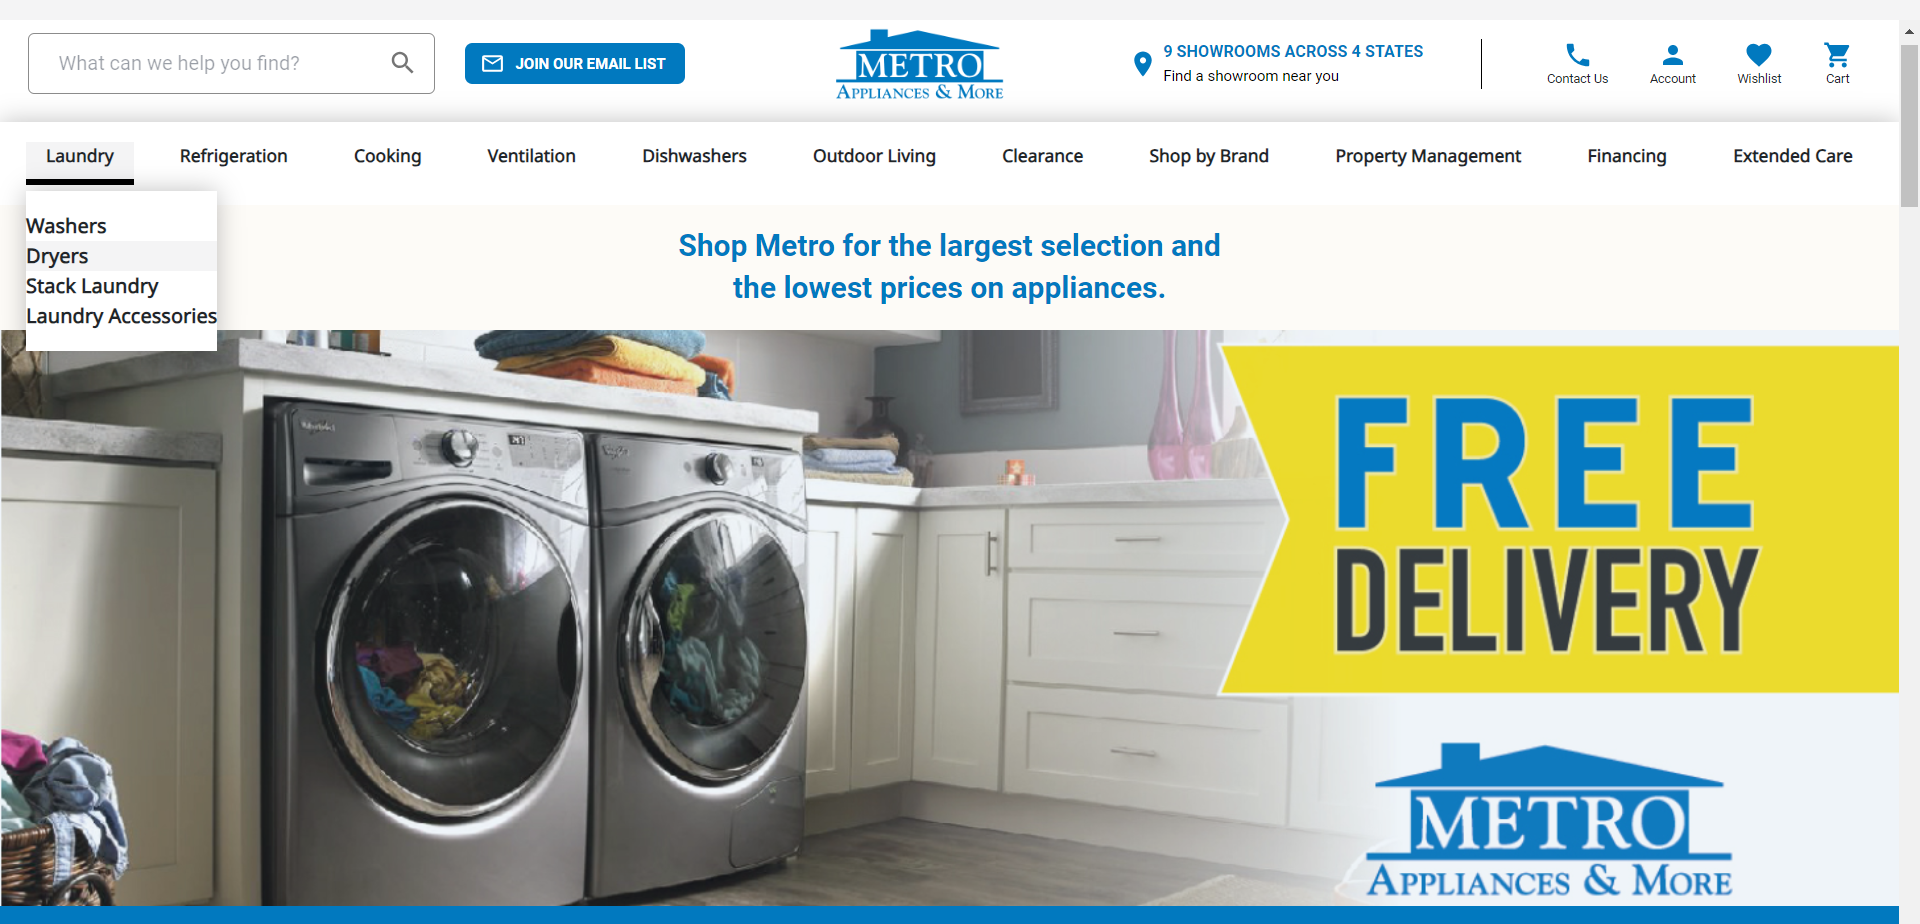 What can we help you find?
JOIN OUR EMAIL LIST
METRO
APPLIANCES & MORE
9 SHOWROOMS ACROSS 4 STATES
Find a showroom near you
Contact Us
Account
Wishlist
Cart
Laundry
Refrigeration
Cooking
Ventilation
Dishwashers
Outdoor Living
Clearance
Shop by Brand
Property Management
Financing
Extended Care
Washers
Dryers
Stack Laundry
Laundry Accessories
Shop Metro for the largest selection and
the lowest prices on appliances.
FREE
DELIVERY
METRO
APPLIANCES & MORE